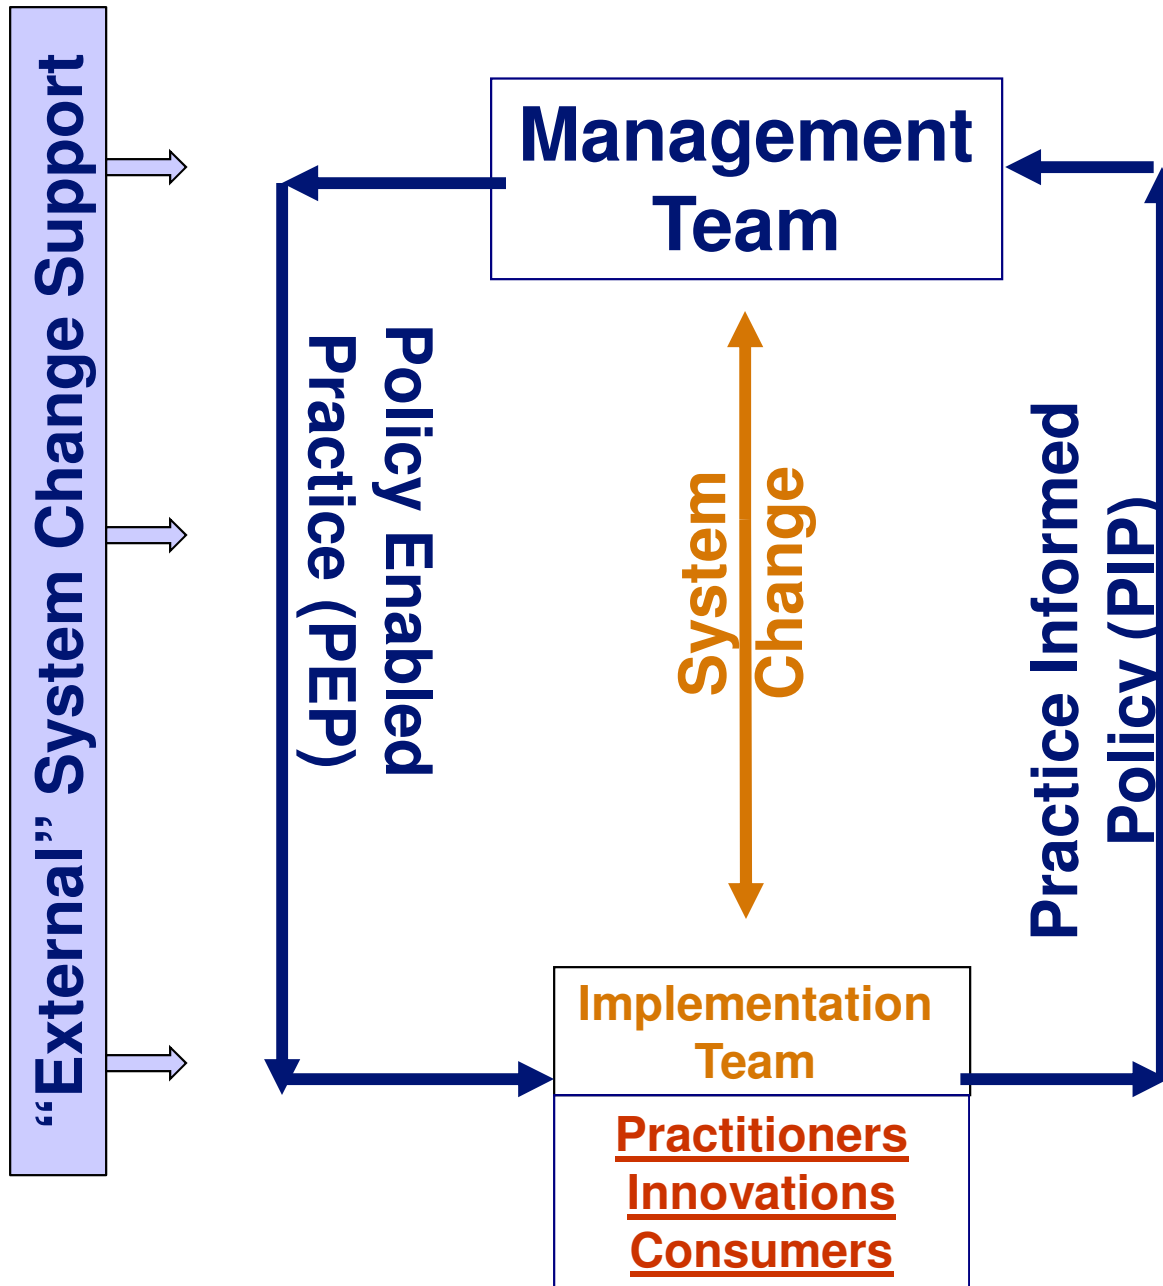 “External” System Change Support
Management
Team
Policy Enabled
Practice (PEP)
System
Change
Practice Informed
Policy (PIP)
Implementation
Team
Practitioners
Innovations
Consumers